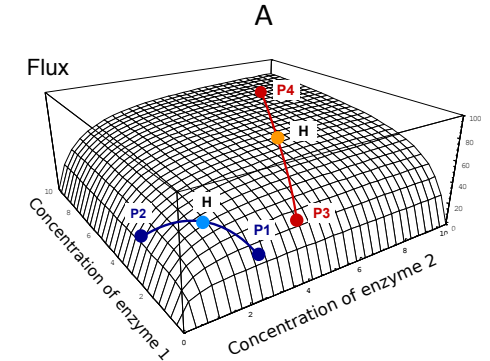 A
Flux
P4
H
P3
H
P2
P1
100
80
60
40
20
0
10
8
6
4
2
0
2
4
6
8
10
Concentration of enzyme 1
Concentration of enzyme 2